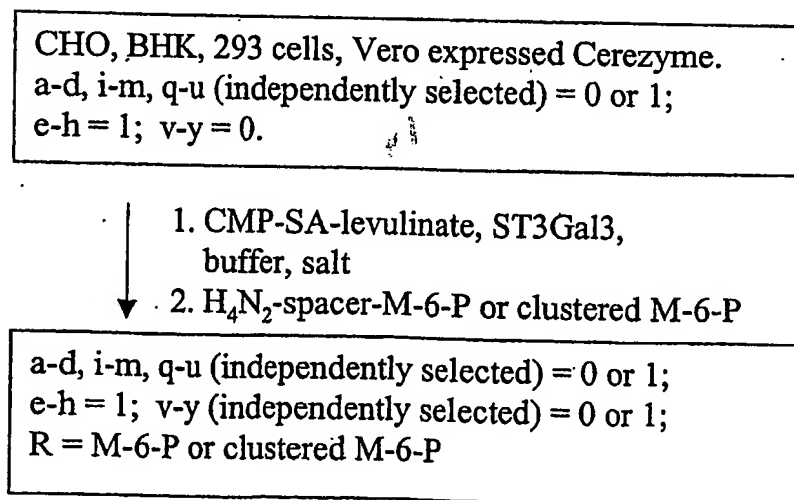 CHO, BHK, 293 cells, Vero expressed Cerezyme.
a-d, i-m, q-u (independently selected) = 0 or 1;
e-h = 1; v-y = 0.
1. CMP-SA-levulinate, ST3Gal3,
buffer, salt
2. H₄N₂-spacer-M-6-P or clustered M-6-P
a-d, i-m, q-u (independently selected) = 0 or 1;
e-h = 1; v-y (independently selected) = 0 or 1;
R = M-6-P or clustered M-6-P